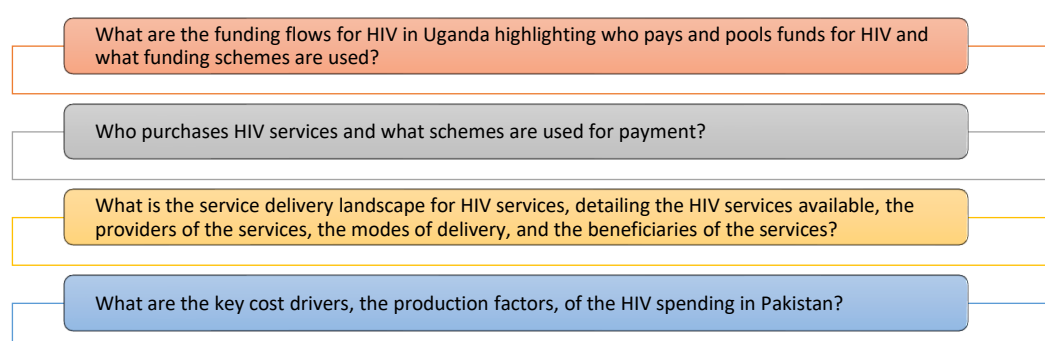 What are the funding flows for HIV in Uganda highlighting who pays and pools funds for HIV and
what funding schemes are used?
Who purchases HIV services and what schemes are used for payment?
What is the service delivery landscape for HIV services, detailing the HIV services available, the
providers of the services, the modes of delivery, and the beneficiaries of the services?
What are the key cost drivers, the production factors, of the HIV spending in Pakistan?